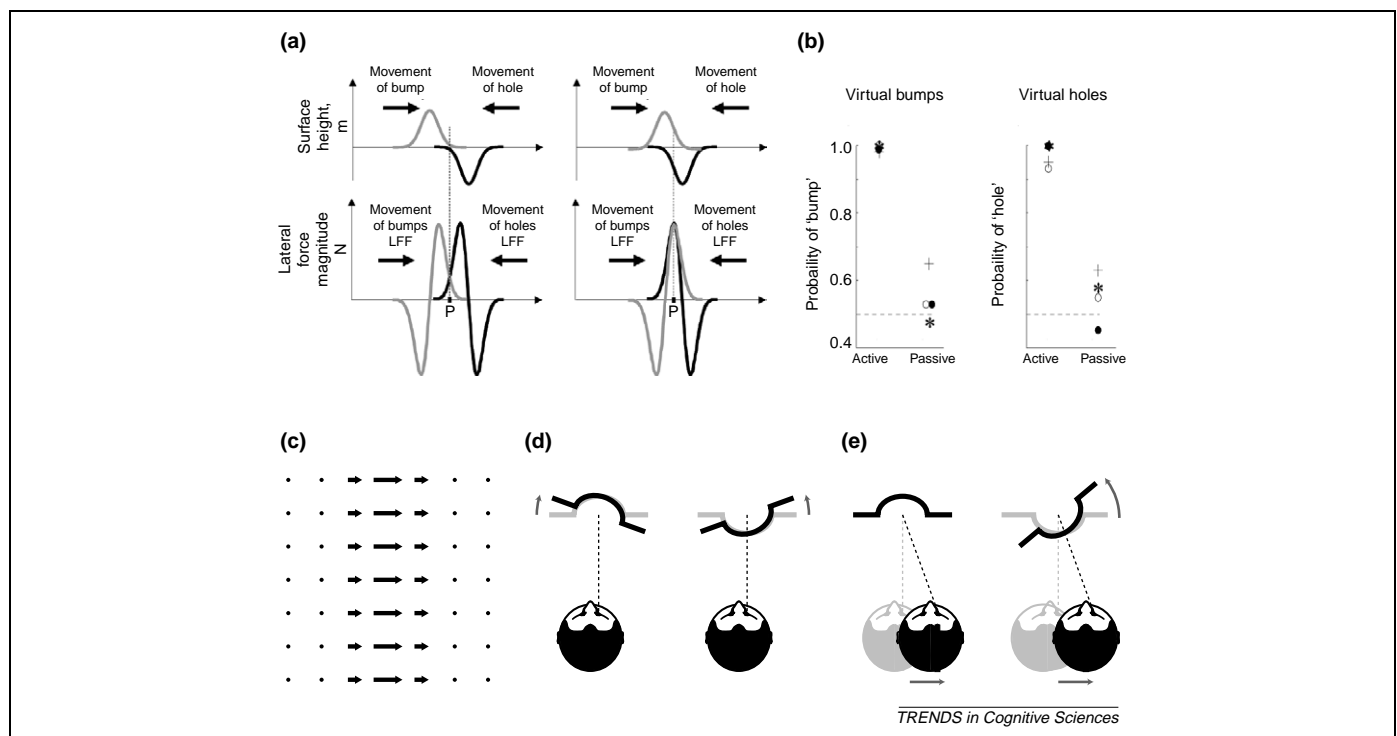 (a)
Movement
of bump
Movement
of hole
Surface
height,
m
Movement
of bumps
LFF
Movement
of holes
LFF
Lateral
force
magnitude
N
P
Movement
of bump
Movement
of hole
Movement
of bumps
LFF
Movement
of holes
LFF
P
(b)
Virtual bumps
Probaility of 'bump'
1.0
0.8
0.6
0.4
Active Passive
Virtual holes
Probaility of 'hole'
Active Passive
(c)
(d)
(e)
TRENDS in Cognitive Sciences